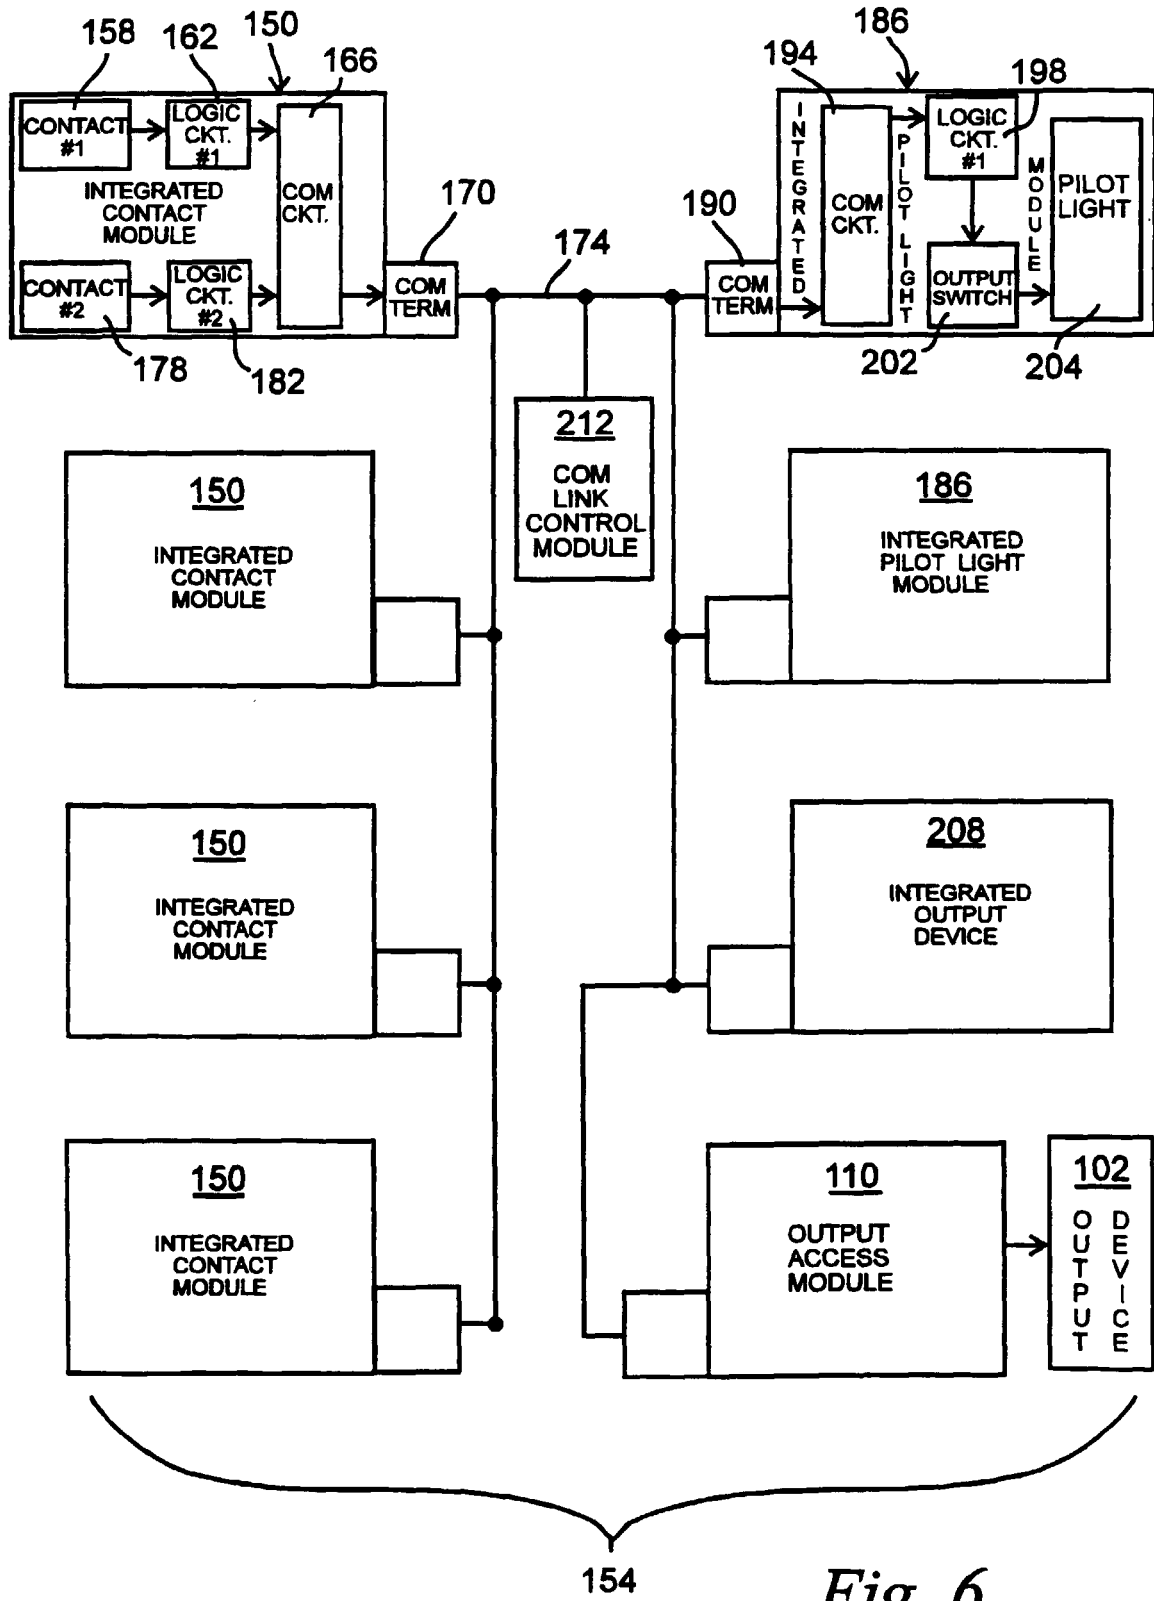 158
162
150
166
186
194
198
CONTACT
#1
LOGIC
CKT.
#1
INTEGRATED
CONTACT
MODULE
COM
CKT.
CONTACT
#2
LOGIC
CKT.
#2
178
182
170
COM
TERM
174
190
COM
TERM
INTEGRATED
COM
CKT.
PILOT LIGHT
LOGIC
CKT.
#1
MODULE
OUTPUT
SWITCH
PILOT
LIGHT
202
204
212
COM
LINK
CONTROL
MODULE
150
INTEGRATED
CONTACT
MODULE
186
INTEGRATED
PILOT LIGHT
MODULE
150
INTEGRATED
CONTACT
MODULE
208
INTEGRATED
OUTPUT
DEVICE
150
INTEGRATED
CONTACT
MODULE
110
OUTPUT
ACCESS
MODULE
102
OUTPUT
DEVICE
154
Fig. 6